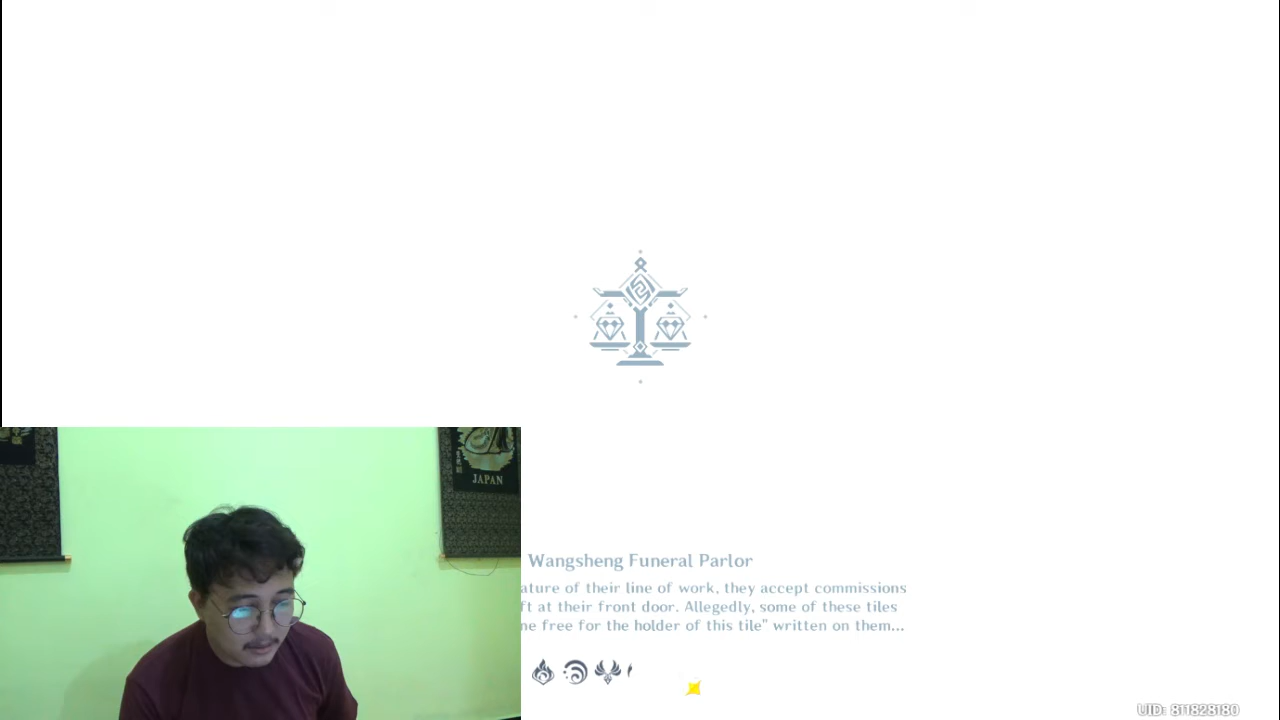 JAPAN
Wangsheng Funeral Parlor
ature of their line of work, they accept commissions
ft at their front door. Allegedly, some of these tiles
ne free for the holder of this tile" written on them...
UID: 811823180